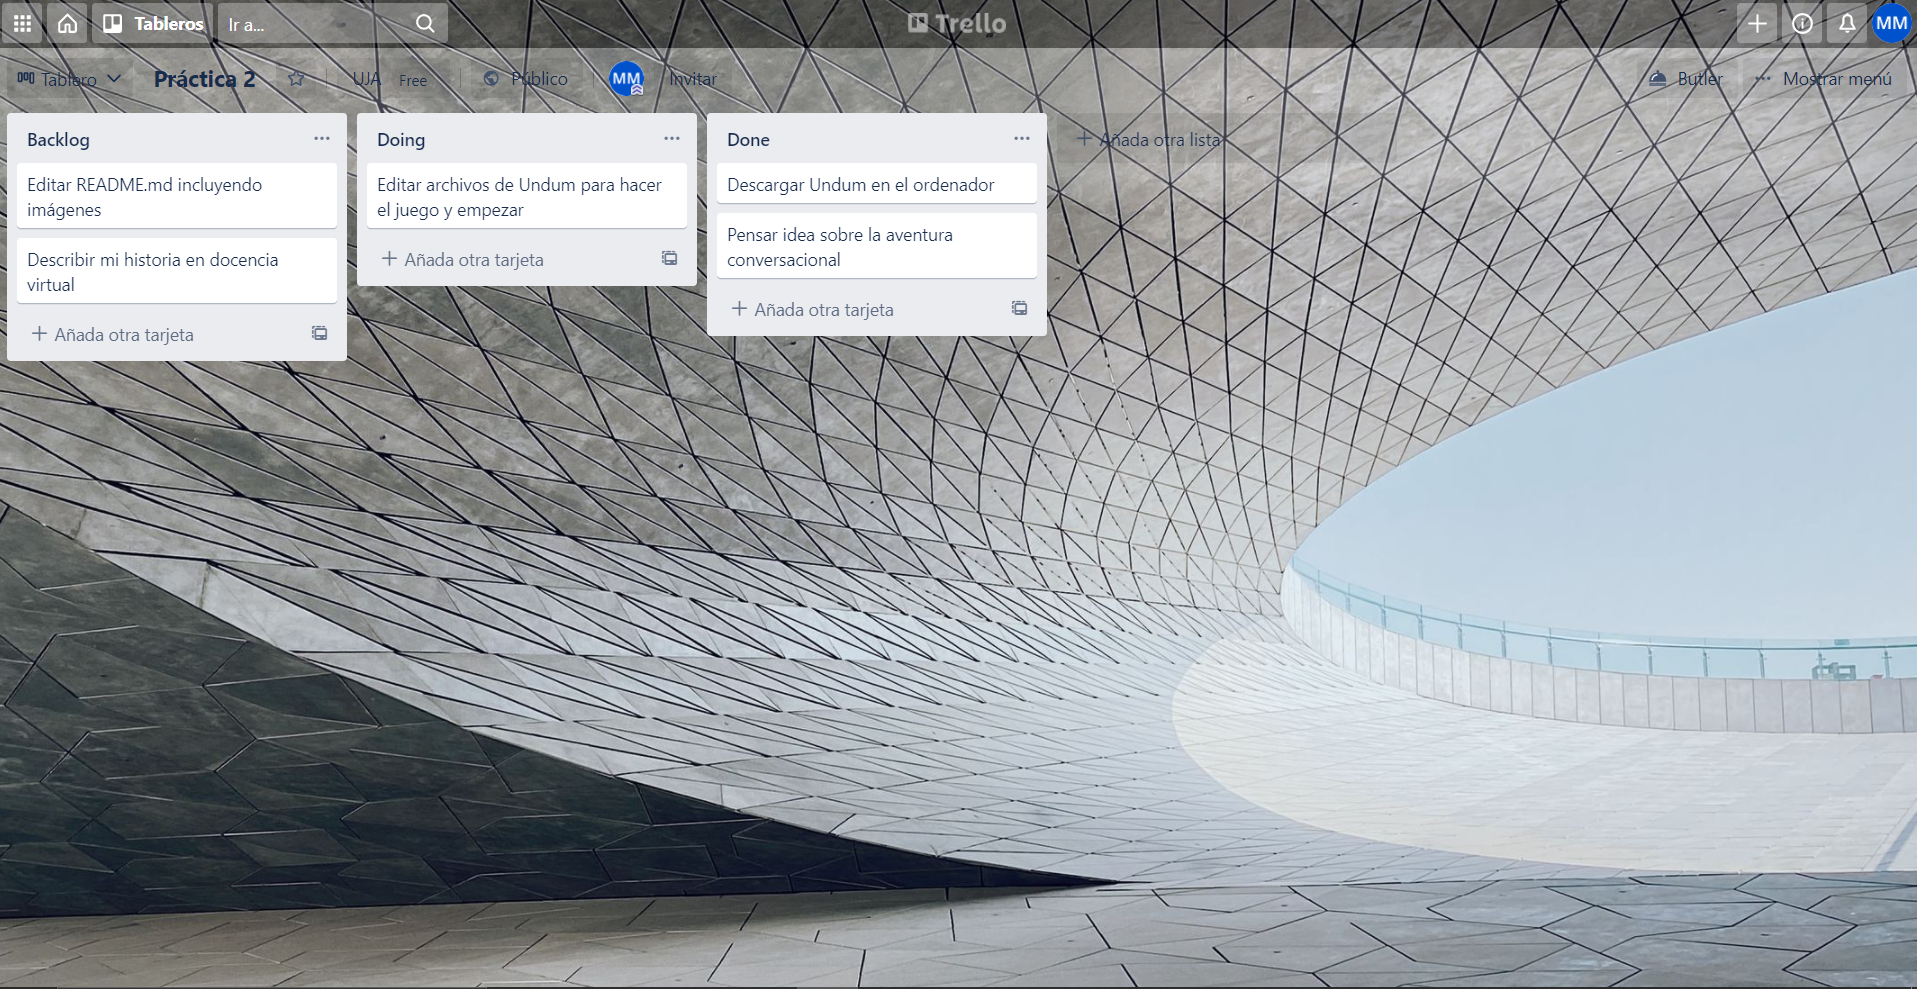 Tableros
Ir a...
Trello
MM
Tablero
Práctica 2
UJA
Free
Público
MM
Invitar
Butler
Mostrar menú
Backlog
Editar README.md incluyendo
imágenes
Describir mi historia en docencia
virtual
Añada otra tarjeta
Doing
Editar archivos de Undum para hacer
el juego y empezar
Añada otra tarjeta
Done
Descargar Undum en el ordenador
Pensar idea sobre la aventura
conversacional
Añada otra tarjeta
Añada otra lista